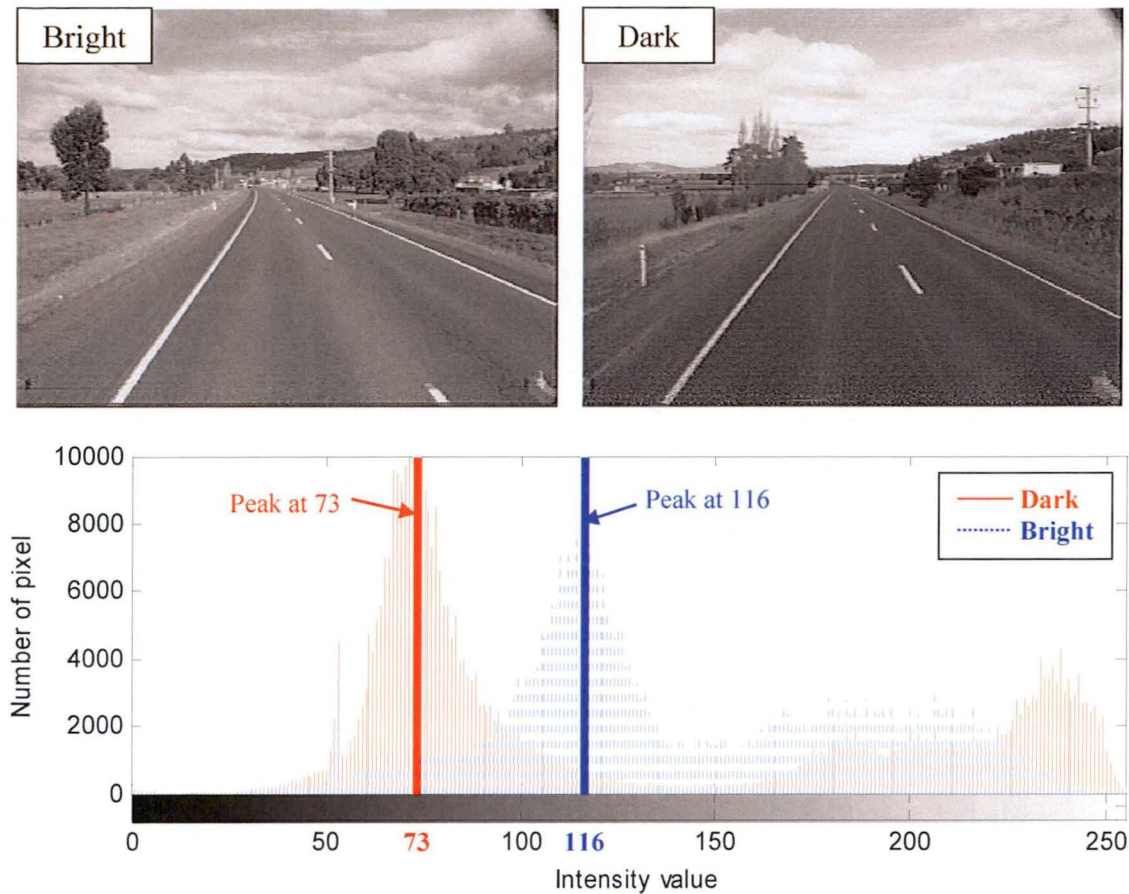 Bright
Dark
10000
8000
6000
4000
2000
0
Number of pixel
Peak at 73
Peak at 116
Dark
Bright
0
50
73
100
116
150
200
250
Intensity value